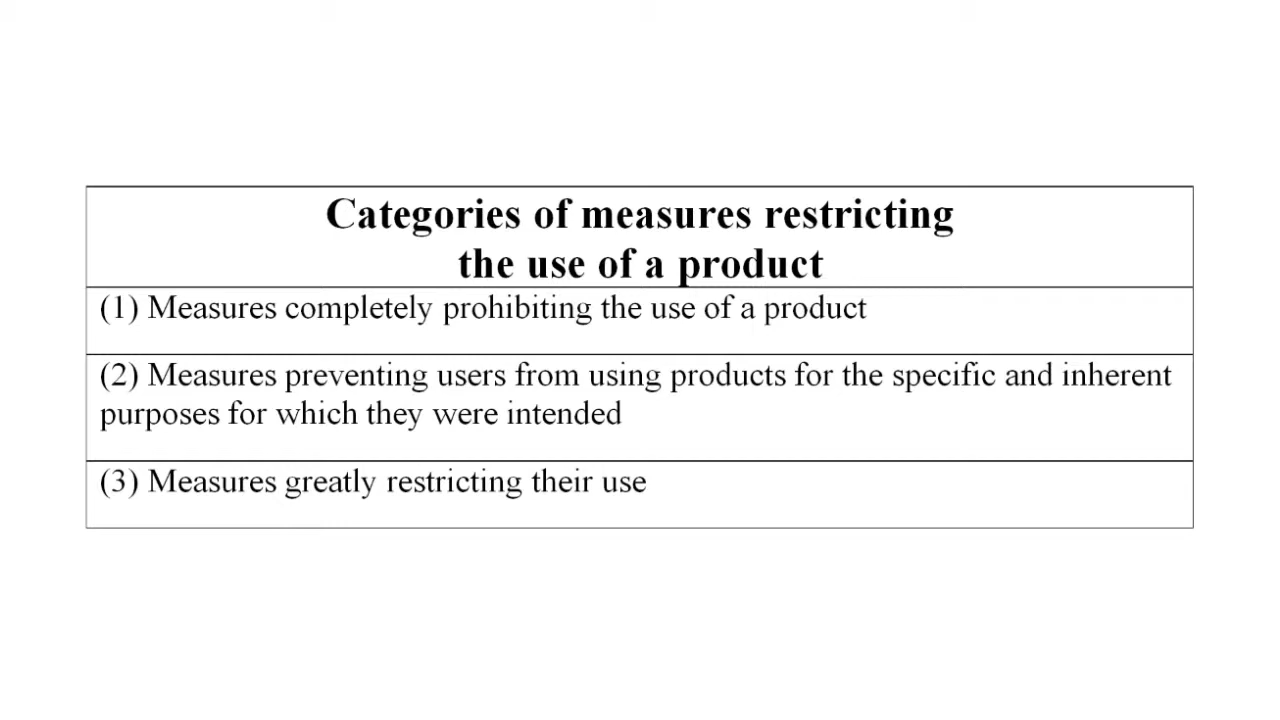 Categories of measures restricting
the use of a product
(1) Measures completely prohibiting the use of a product
(2) Measures preventing users from using products for the specific and inherent
purposes for which they were intended
(3) Measures greatly restricting their use